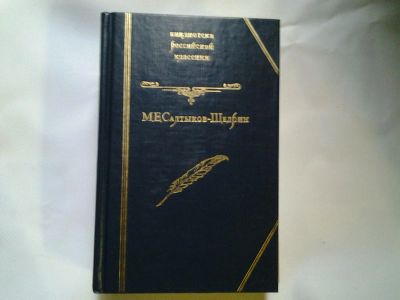 библиотека
российской
классики
М.Е.Салтыков-Щедрин